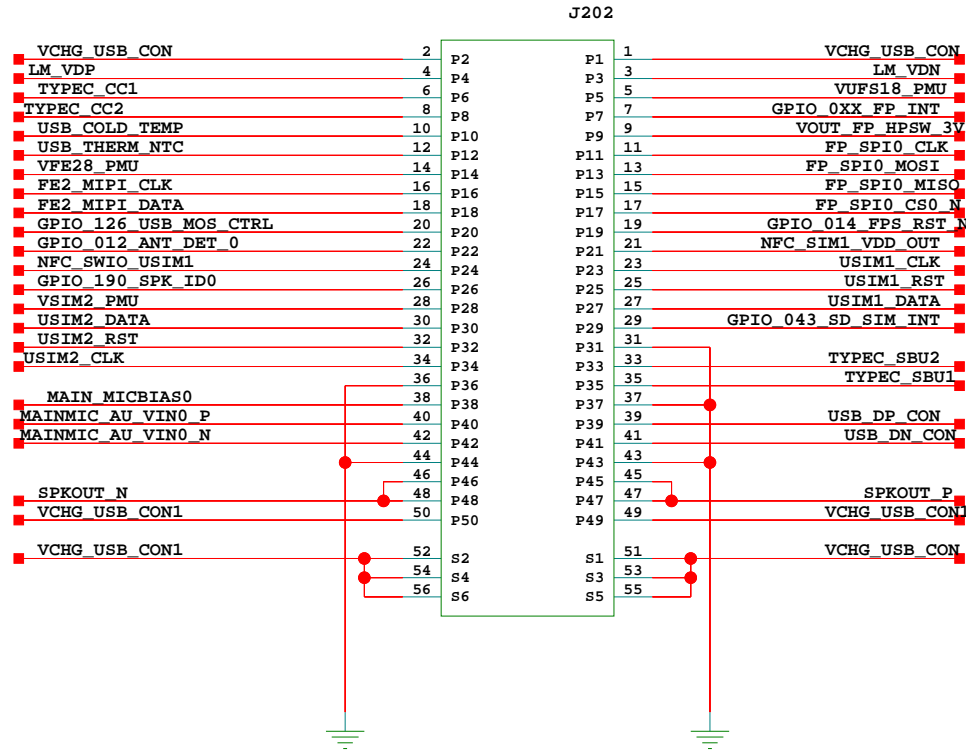 J202
VCHG_USB_CON 2 P2 P1 1 VCHG_USB_CON
LM_VDP 4 P4 P3 3 LM_VDN
TYPEC_CC1 6 P6 P5 5 VUFS18_PMU
TYPEC_CC2 8 P8 P7 7 GPIO_0XX_FP_INT
USB_COLD_TEMP 10 P10 P9 9 VOUT_FP_HPSW_3V
USB_THERM_NTC 12 P12 P11 11 FP_SPI0_CLK
VFE28_PMU 14 P14 P13 13 FP_SPI0_MOSI
FE2_MIPI_CLK 16 P16 P15 15 FP_SPI0_MISO
FE2_MIPI_DATA 18 P18 P17 17 FP_SPI0_CS0_N
GPIO_126_USB_MOS_CTRL 20 P20 P19 19 GPIO_014_FPS_RST_N
GPIO_012_ANT_DET_0 22 P22 P21 21 NFC_SIM1_VDD_OUT
NFC_SWIO_USIM1 24 P24 P23 23 USIM1_CLK
GPIO_190_SPK_ID0 26 P26 P25 25 USIM1_RST
VSIM2_PMU 28 P28 P27 27 USIM1_DATA
USIM2_DATA 30 P30 P29 29 GPIO_043_SD_SIM_INT
USIM2_RST 32 P32 P31 31
USIM2_CLK 34 P34 P33 33 TYPEC_SBU2
36 P36 P35 35 TYPEC_SBU1
MAIN_MICBIAS0 38 P38 P37 37
MAINMIC_AU_VIN0_P 40 P40 P39 39 USB_DP_CON
MAINMIC_AU_VIN0_N 42 P42 P41 41 USB_DN_CON
44 P44 P43 43
46 P46 P45 45
SPKOUT_N 48 P48 P47 47 SPKOUT_P
VCHG_USB_CON1 50 P50 P49 49 VCHG_USB_CON1
VCHG_USB_CON1 52 S2 S1 51 VCHG_USB_CON
54 S4 S3 53
56 S6 S5 55